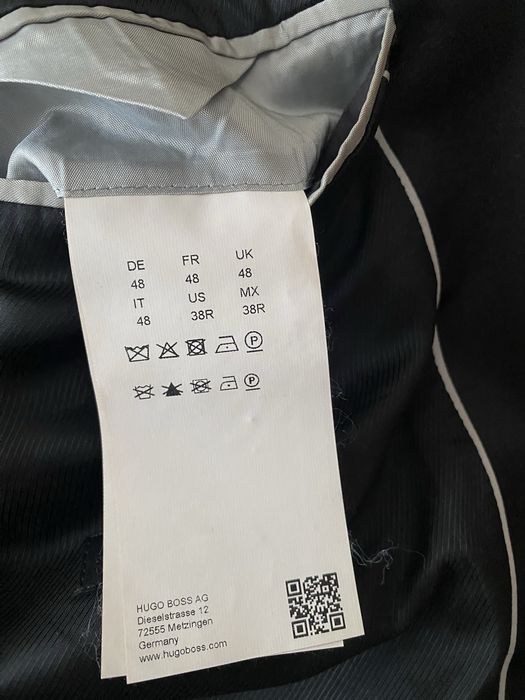 DE FR UK
48 48 48
IT US MX
48 38R 38R
P
P
HUGO BOSS AG
Dieselstrasse 12
72555 Metzingen
Germany
www.hugoboss.com